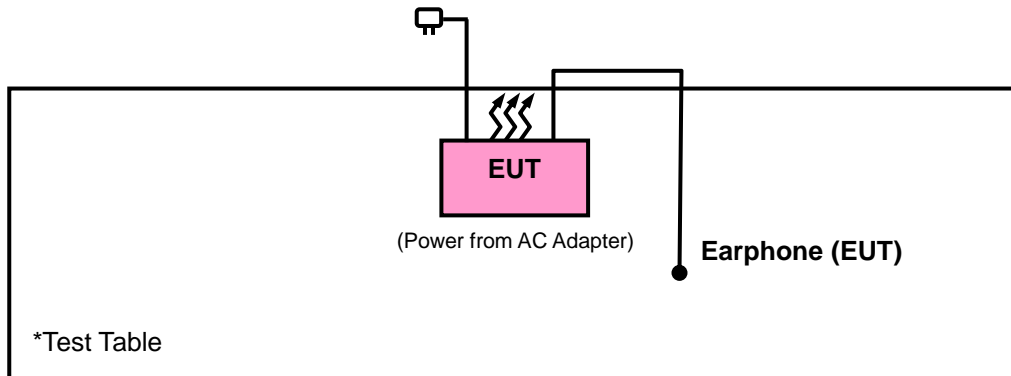 EUT
(Power from AC Adapter)
Earphone (EUT)
*Test Table